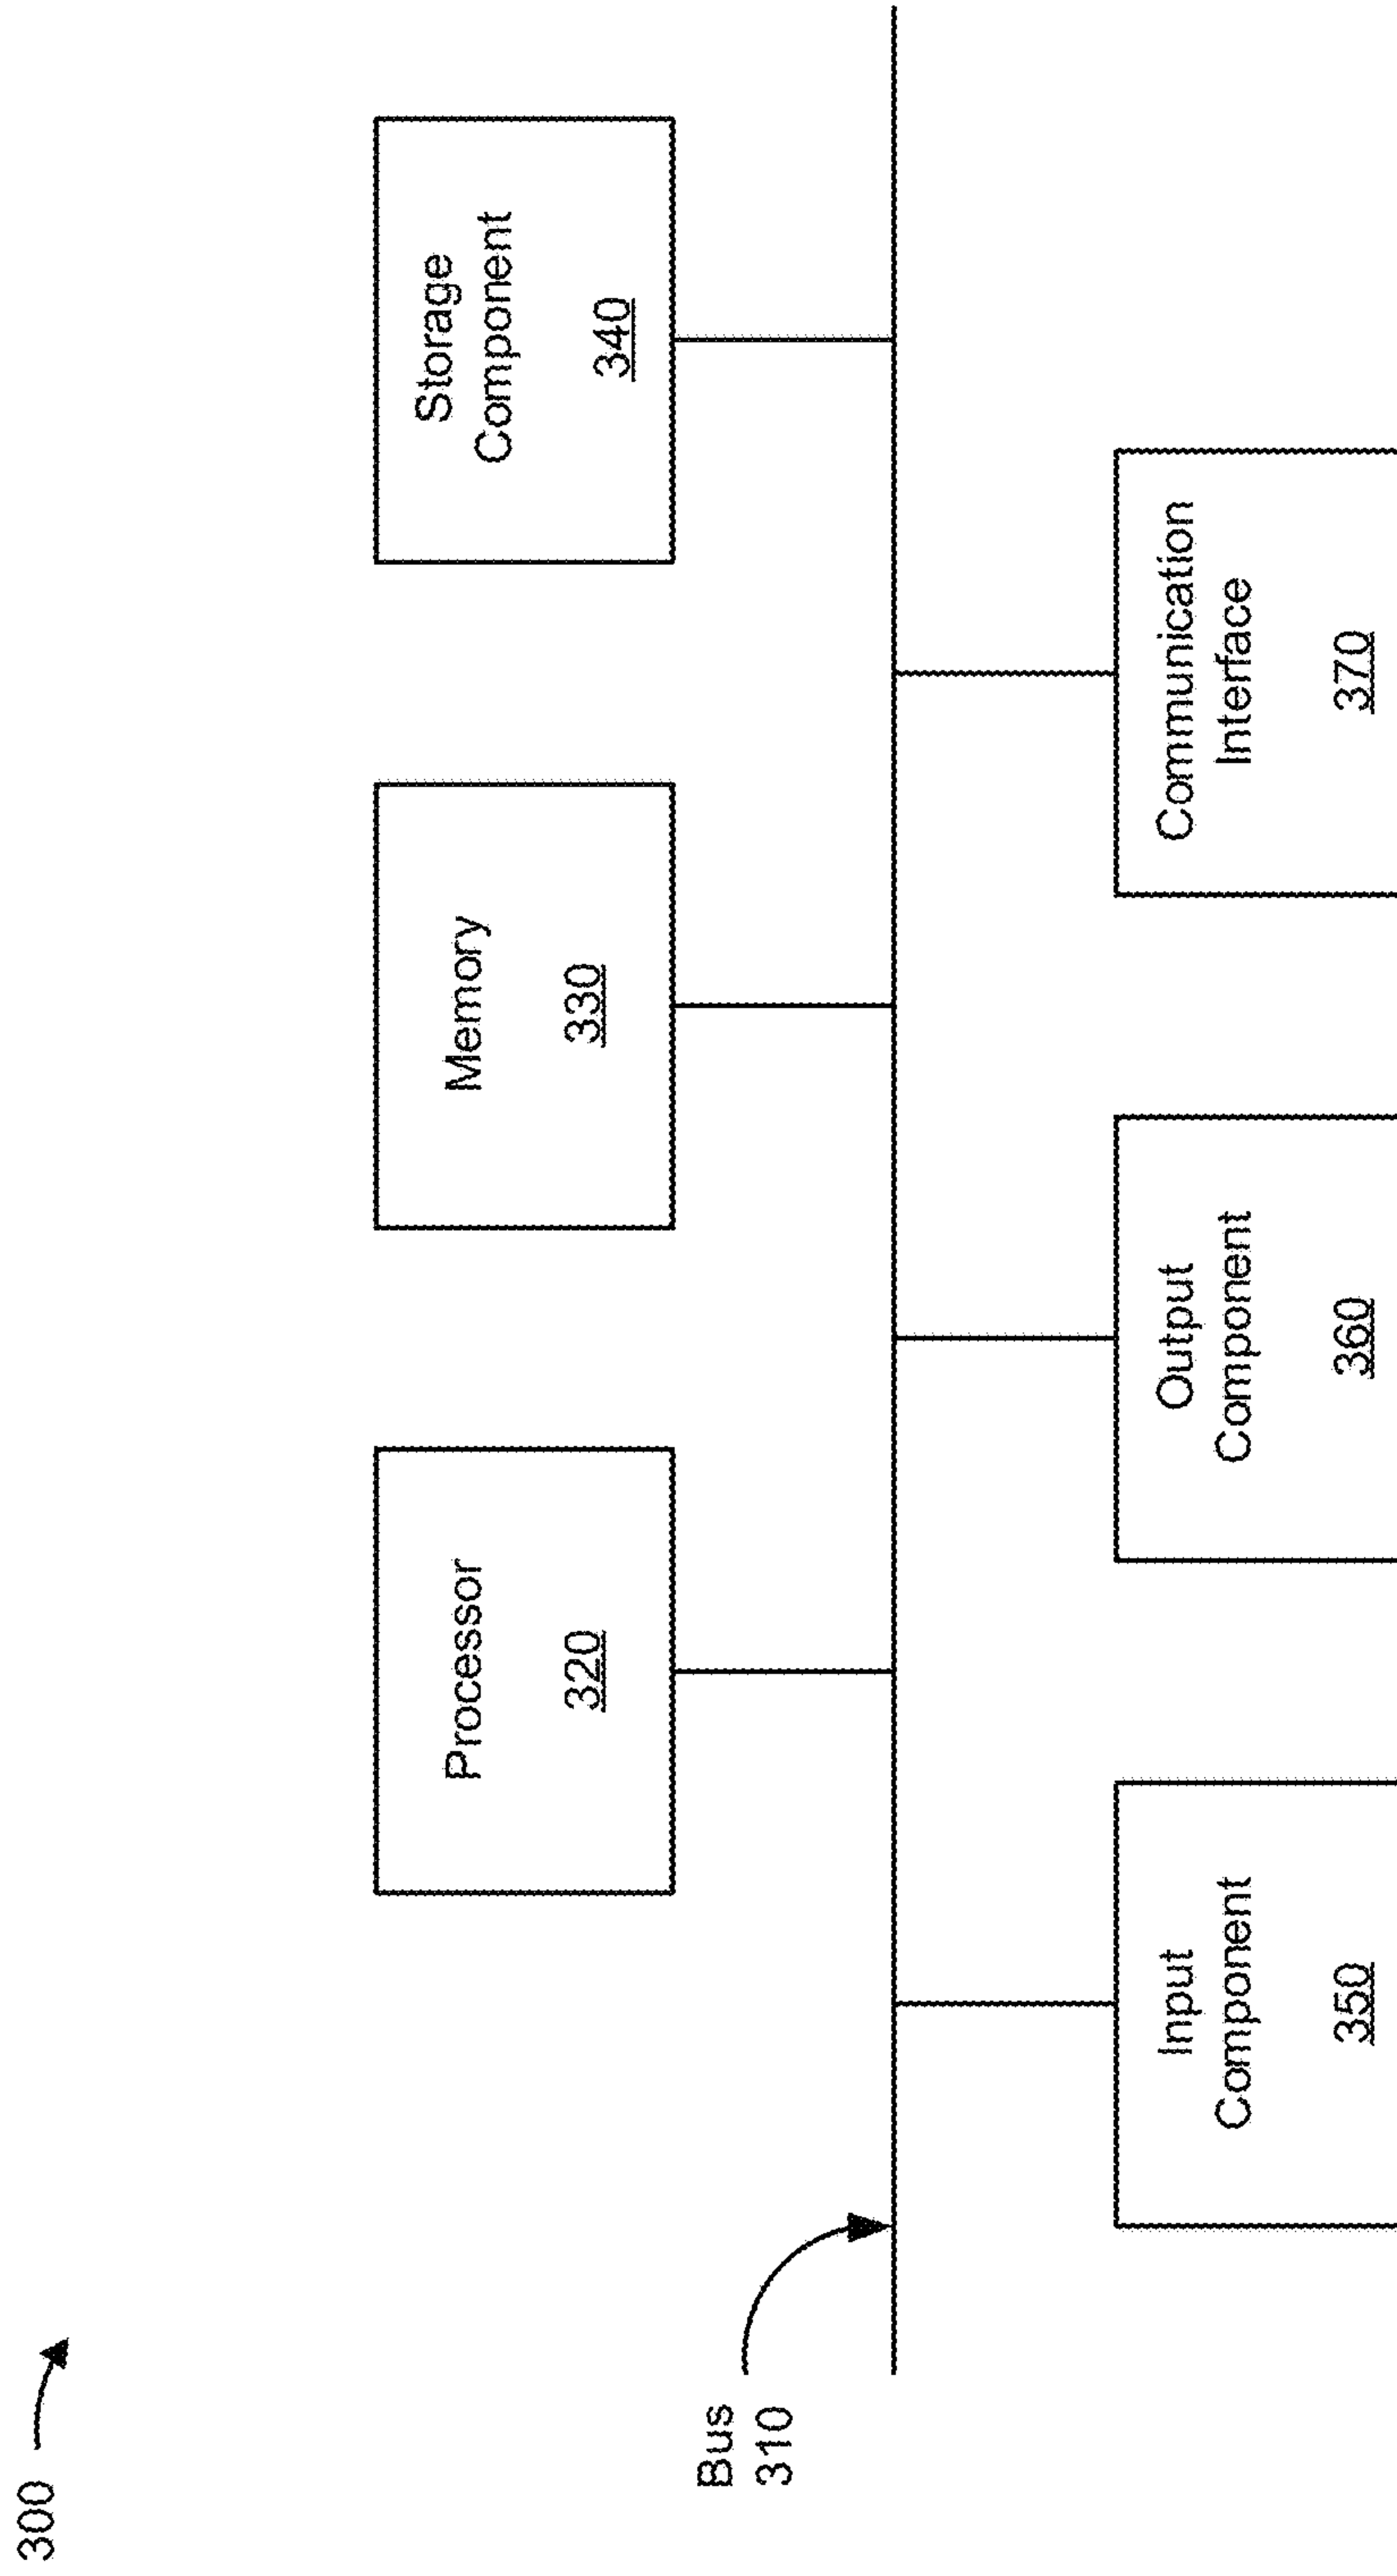 300
Processor
320
Memory
330
Storage
Component
340
Bus
310
Input
Component
350
Output
Component
360
Communication
Interface
370